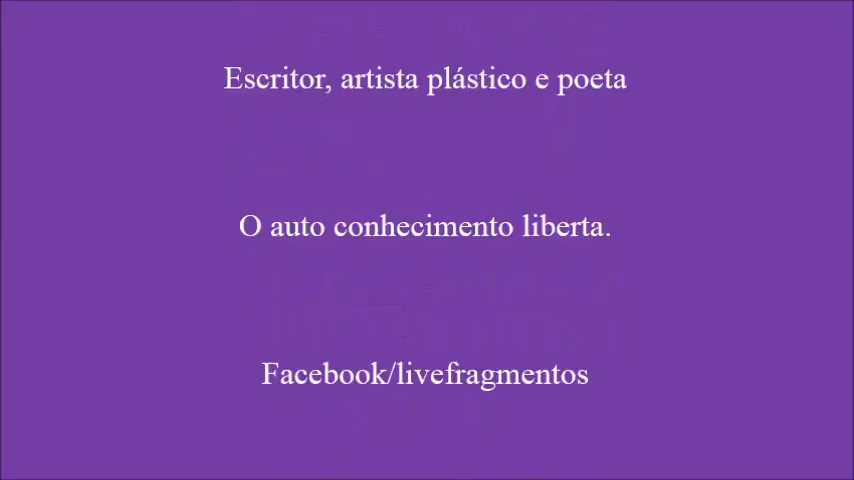 Escritor, artista plástico e poeta
O auto conhecimento liberta.
Facebook/livefragmentos